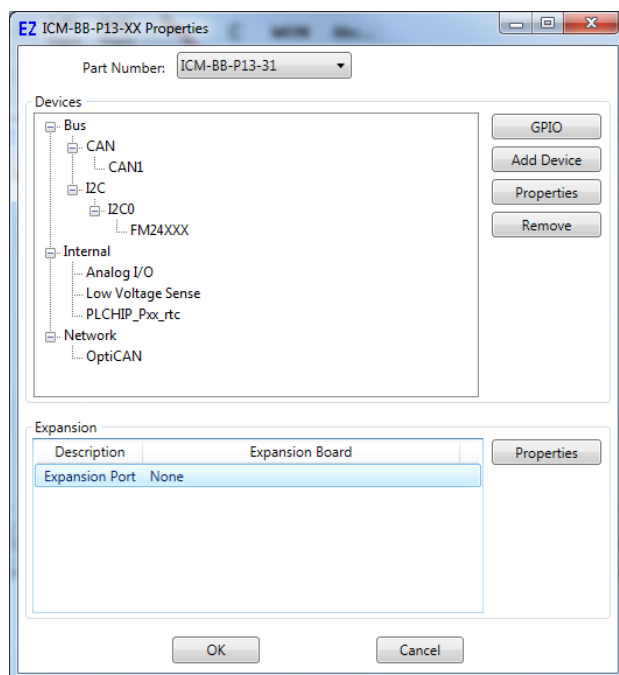 EZ ICM-BB-P13-XX Properties
Part Number: ICM-BB-P13-31
Devices
Bus
CAN
CAN1
I2C
I2C0
FM24XXX
Internal
Analog I/O
Low Voltage Sense
PLCHIP_Pxx_rtc
Network
OptiCAN
GPIO
Add Device
Properties
Remove
Expansion
Description Expansion Board
Expansion Port None
Properties
OK Cancel